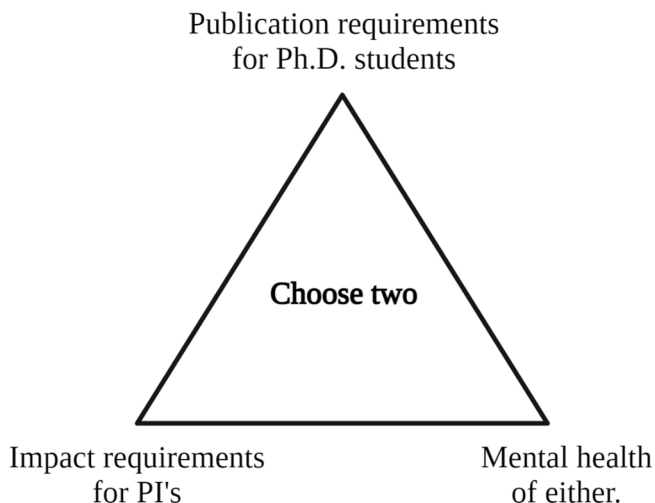 Publication requirements
for Ph.D. students
Choose two
Impact requirements
for PI's
Mental health
of either.